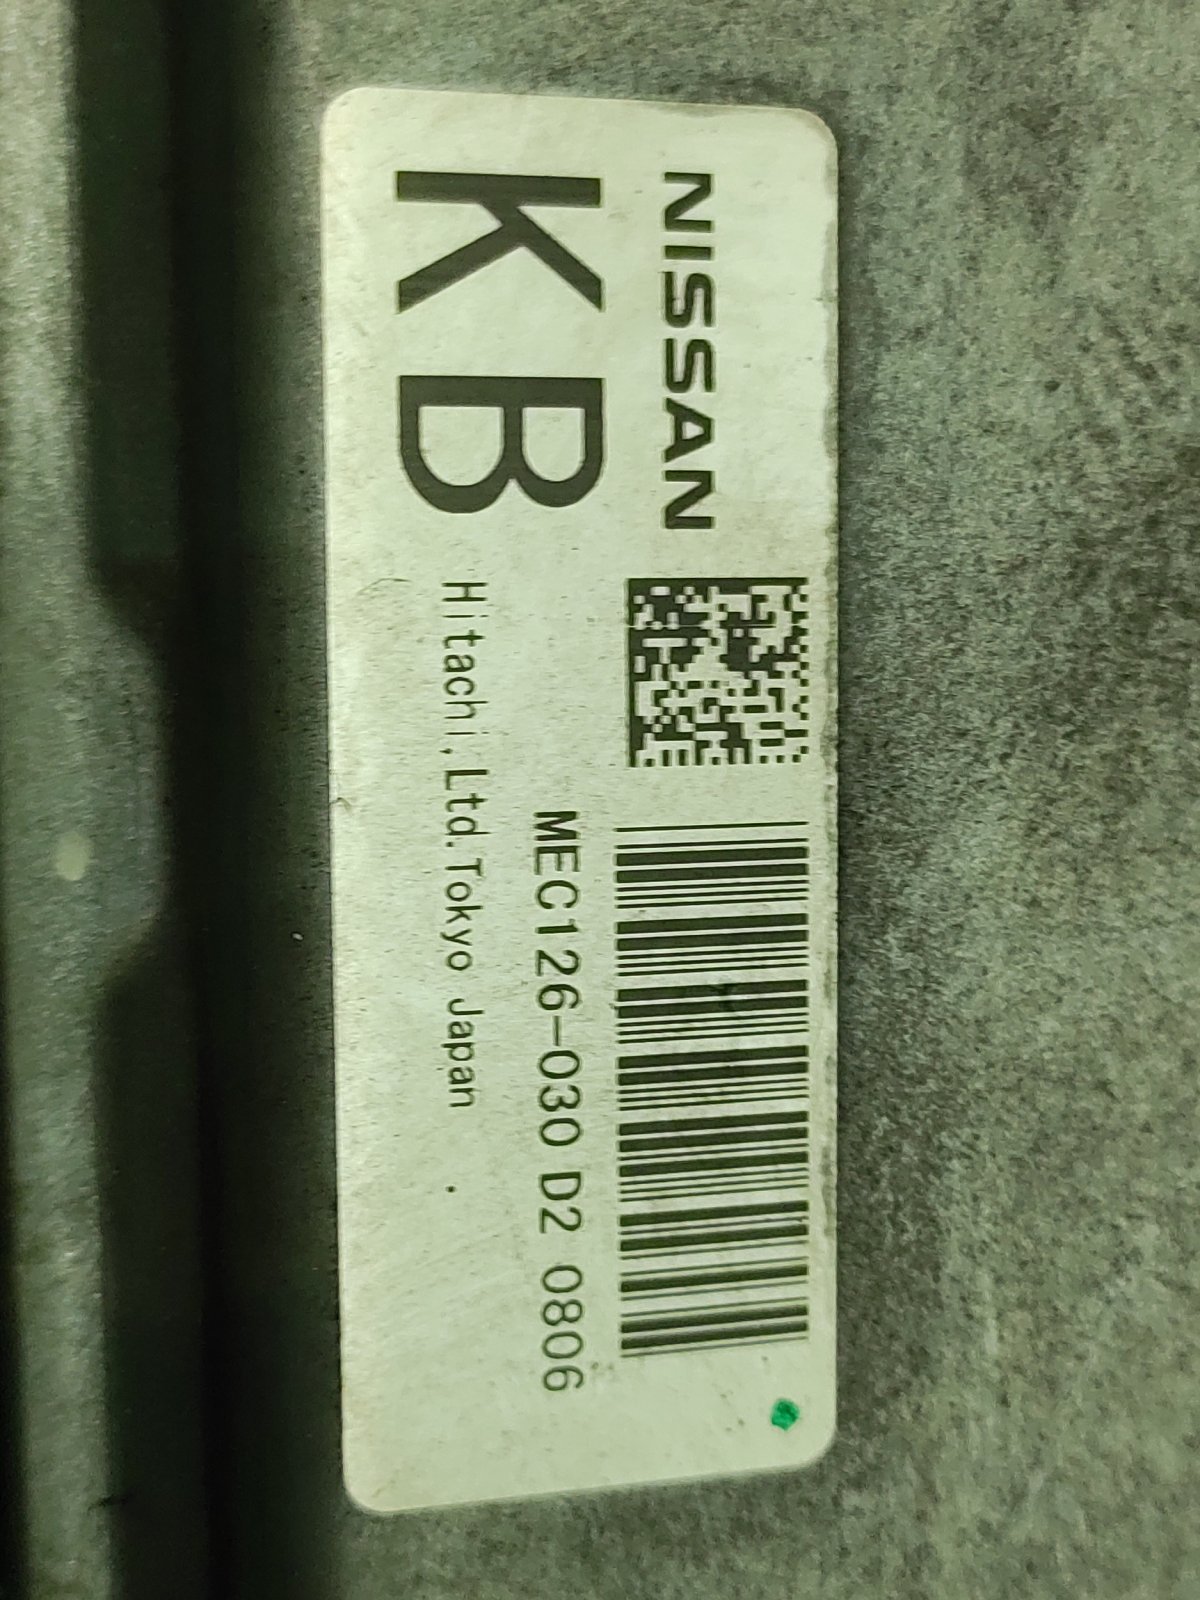 NISSAN
MEC126-030 D2 0806
KB
Hitachi,Ltd.Tokyo Japan